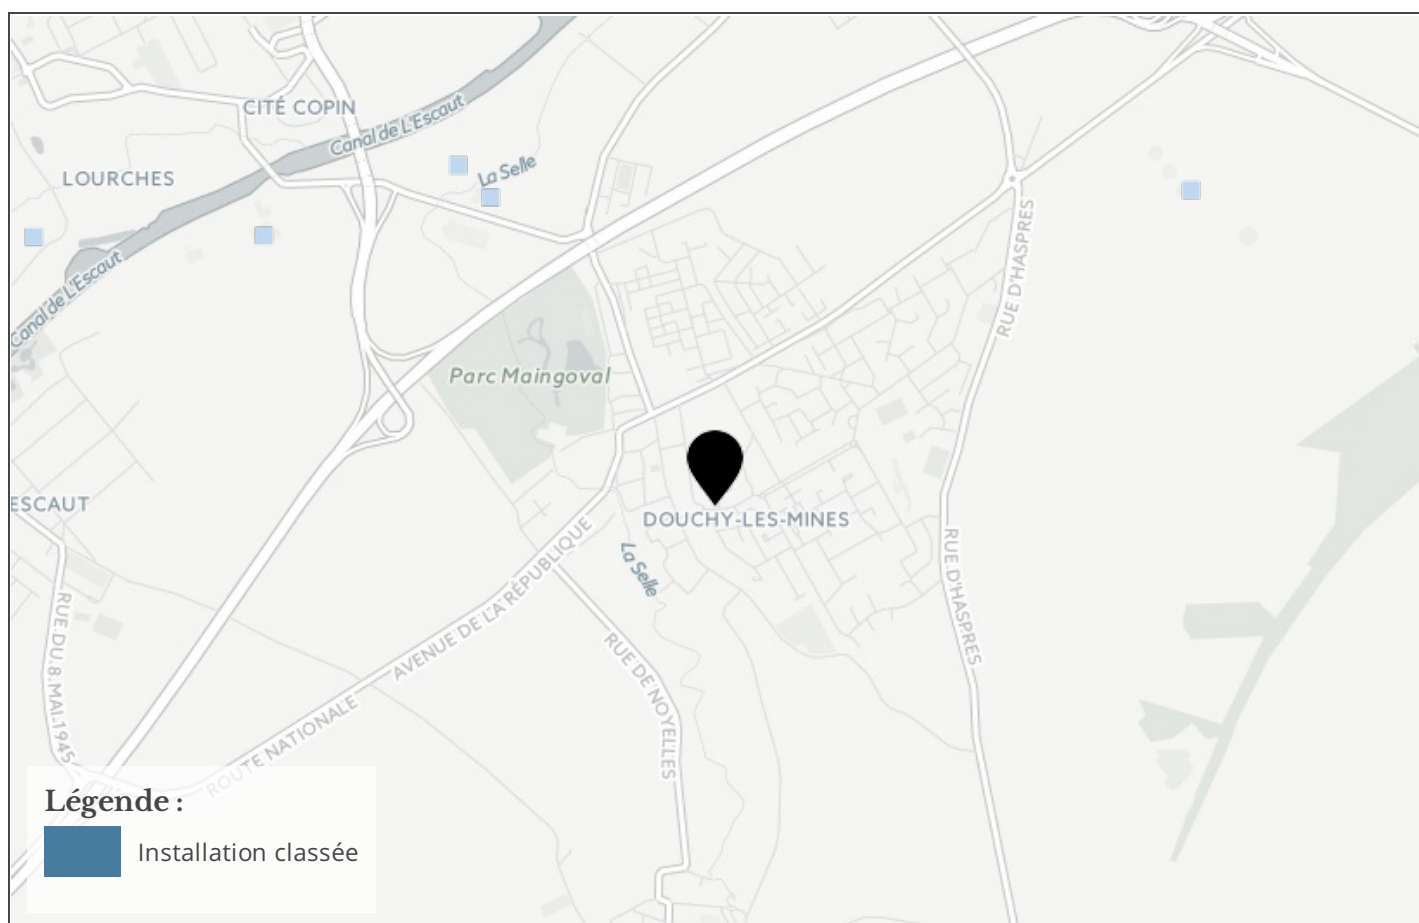 CITÉ COPIN
Canal de L'Escaut
LOURCHES
La Selle
Canal de L'Escaut
RUE D'HASPRES
Parc Maingoval
ESCAUT
DOUCHY-LES-MINES
La Selle
AVENUE DE LA RÉPUBLIQUE
RUE D'HASPRES
RUE DU 8 MAI 1945
RUE DE NOYELLES
ROUTE NATIONALE
Légende :
Installation classée